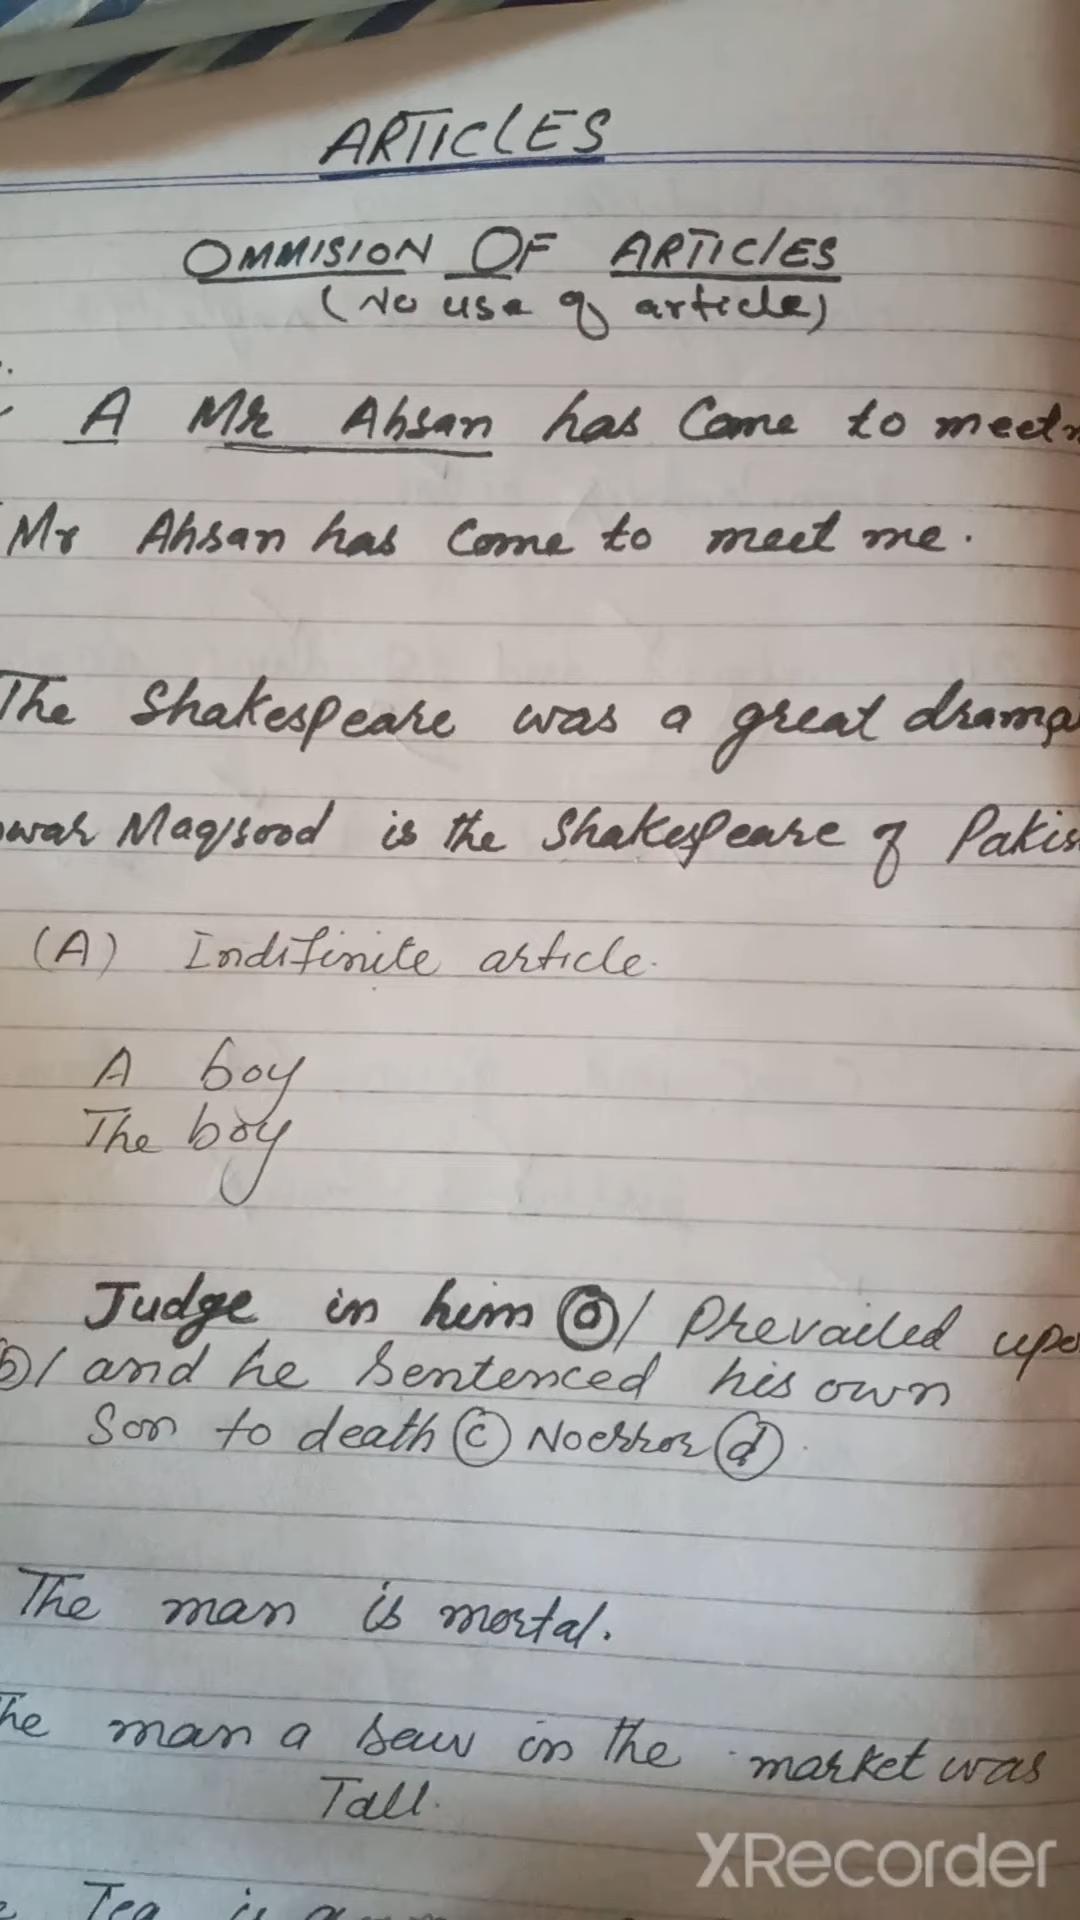 ARTICLES
OMMISION OF ARTICLES
(No use of article)
A Mr Ahsan has Come to meet
Mr Ahsan has Come to meet me.
The Shakespeare was a great
Maqsood is the Shakespeare of
(A) Indifinite article.
A boy
The boy
Judge in him (a)/ Prevailed
(b)/ and he Sentenced his own
Son to death (c) No error (d).
The man is mortal.
The man a saw in the market was
Tall.
Tea is a
XRecorder